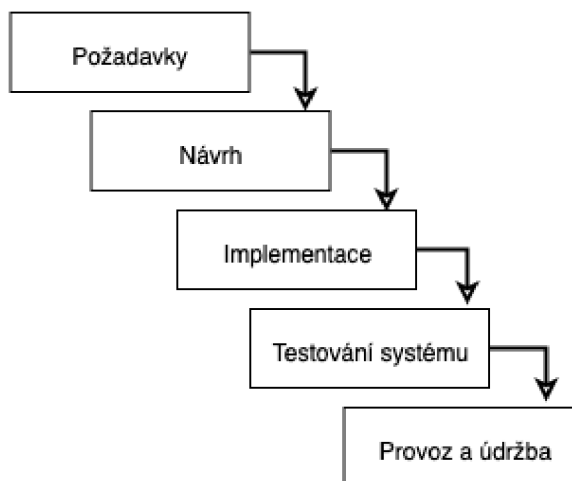 Požadavky
Návrh
Implementace
Testování systému
Provoz a údržba